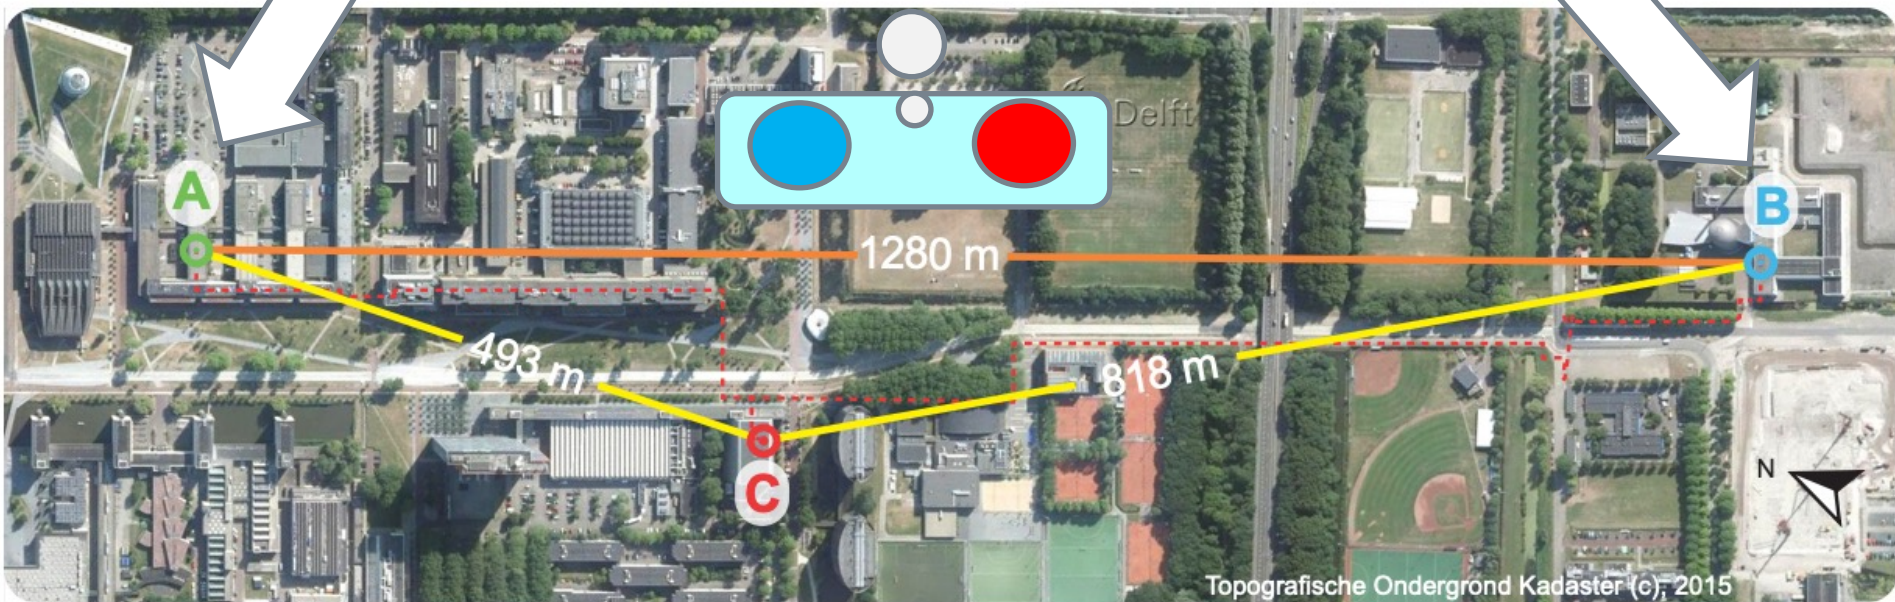 Delft
A
B
1280 m
493 m
818 m
C
N
Topografische Ondergrond Kadaster (c), 2015